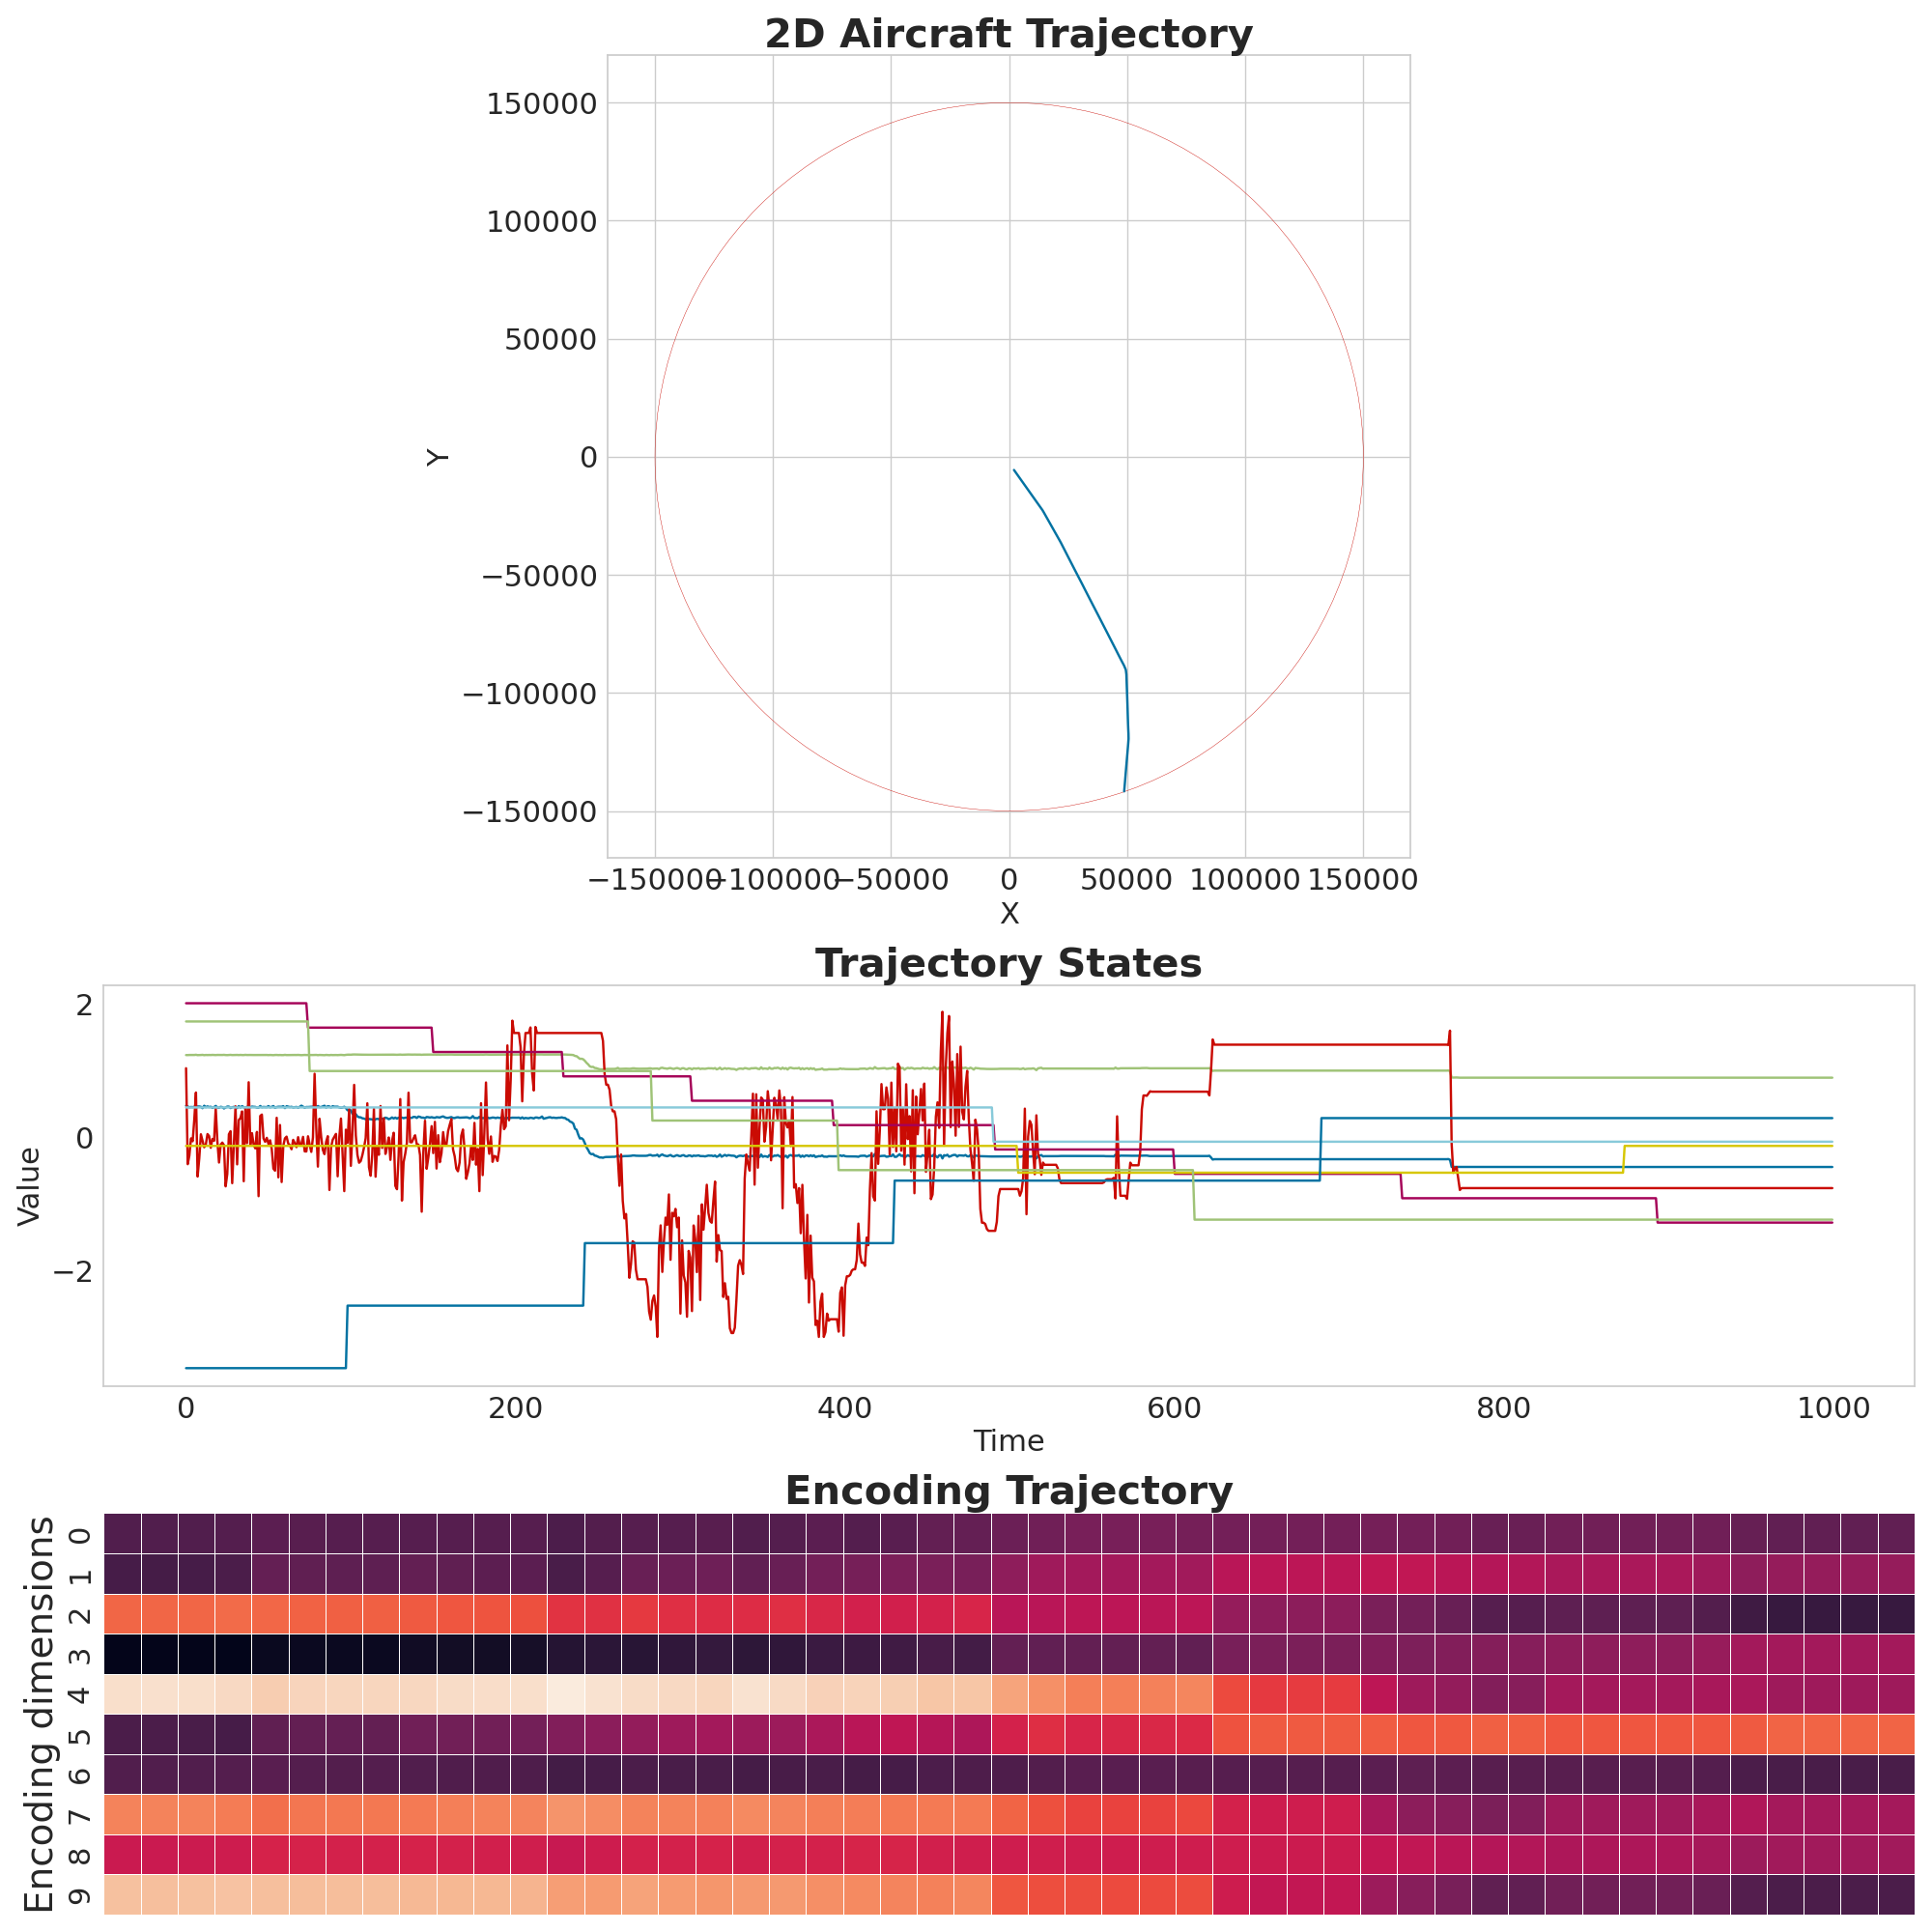 2D Aircraft Trajectory
150000
100000
50000
0
−50000
−100000
−150000
Y
−150000 −100000 −50000 0 50000 100000 150000
X
Trajectory States
2
0
−2
Value
0 200 400 600 800 1000
Time
Encoding Trajectory
Encoding dimensions
0
1
2
3
4
5
6
7
8
9